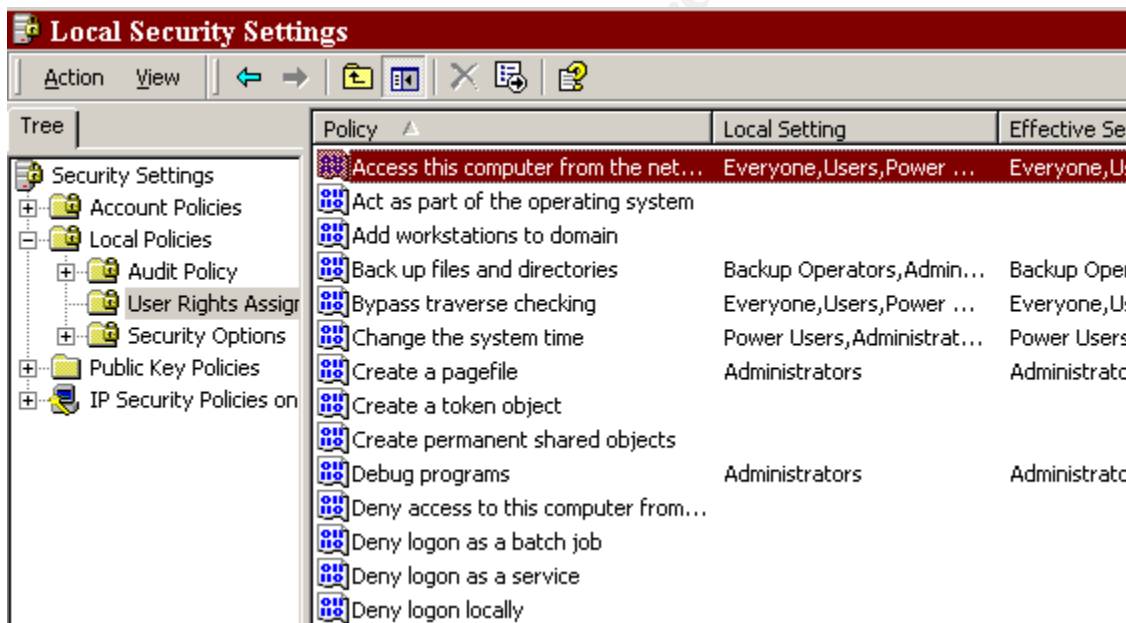 Local Security Settings
Action View
Tree
Security Settings
Account Policies
Local Policies
Audit Policy
User Rights Assigr
Security Options
Public Key Policies
IP Security Policies on
Policy Local Setting Effective Se
Access this computer from the net... Everyone,Users,Power ... Everyone,Us
Act as part of the operating system
Add workstations to domain
Back up files and directories Backup Operators,Admin... Backup Oper
Bypass traverse checking Everyone,Users,Power ... Everyone,Us
Change the system time Power Users,Administrat... Power Users
Create a pagefile Administrators Administrato
Create a token object
Create permanent shared objects
Debug programs Administrators Administrato
Deny access to this computer from...
Deny logon as a batch job
Deny logon as a service
Deny logon locally